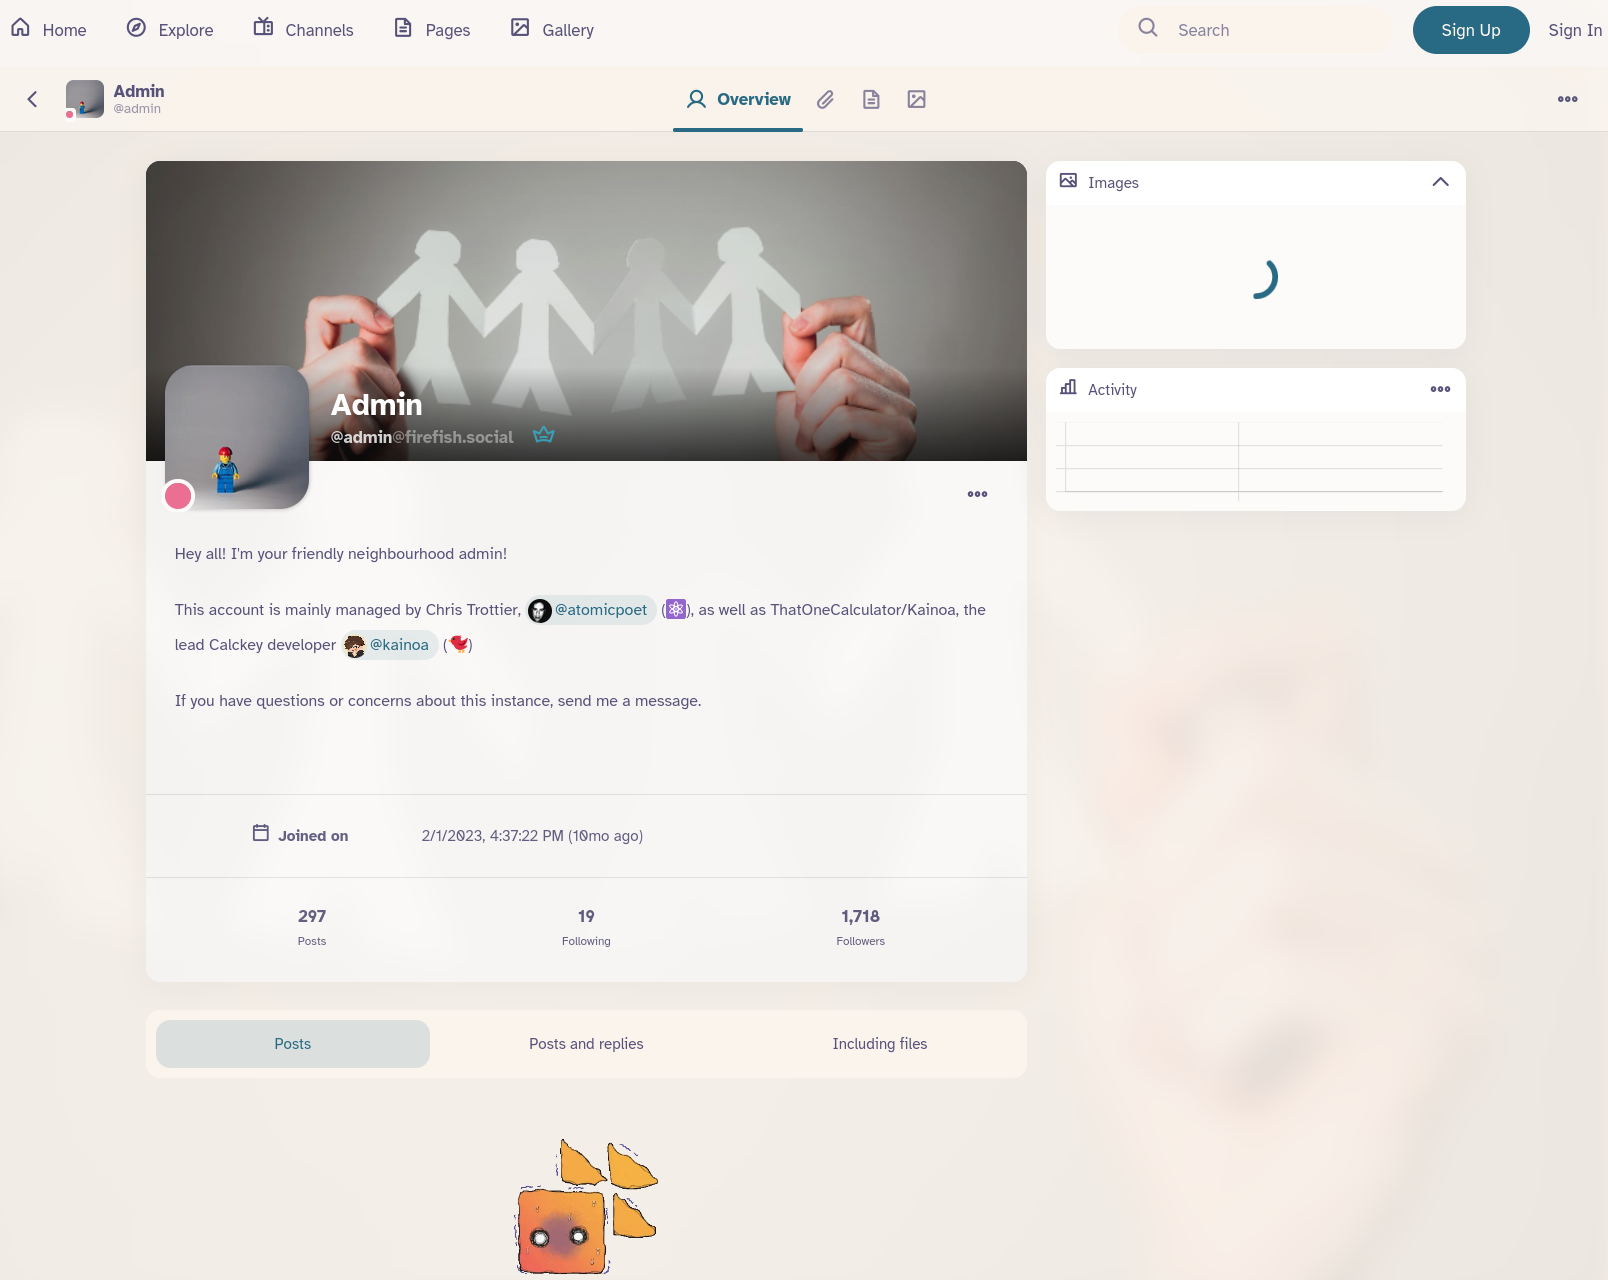 Home
Explore
Channels
Pages
Gallery
Search
Sign Up
Sign In
Admin
@admin
Overview
Admin
@admin@firefish.social
Hey all! I'm your friendly neighbourhood admin!
This account is mainly managed by Chris Trottier, @atomicpoet (⚛), as well as ThatOneCalculator/Kainoa, the
lead Calckey developer @kainoa ()
If you have questions or concerns about this instance, send me a message.
Joined on 2/1/2023, 4:37:22 PM (10mo ago)
297
Posts
19
Following
1,718
Followers
Posts
Posts and replies
Including files
Images
Activity